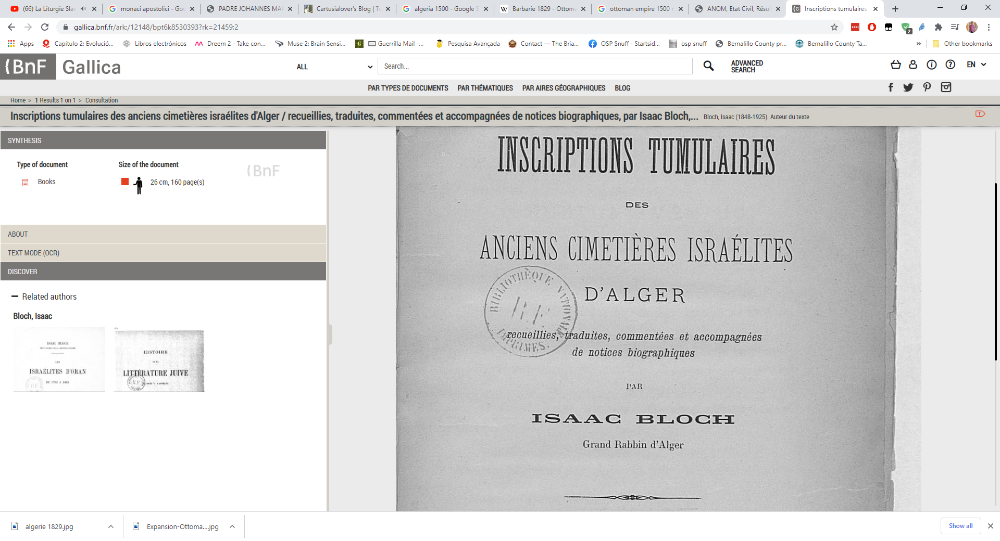 (66) La Liturgie Slav
monaci apostolici - Goo
PADRE JOHANNES MA
Cartusialover's Blog | Tu
algeria 1500 - Google S
Barbarie 1829 - Ottoma
ottoman empire 1500 m
ANOM, Etat Civil, Résul
Inscriptions tumulaires
gallica.bnf.fr/ark:/12148/bpt6k8530393?rk=21459;2
2
Apps
Capítulo 2: Evolució...
Libros electrónicos
Dreem 2 - Take con...
Muse 2: Brain Sensi...
Guerrilla Mail -...
Pesquisa Avançada
Contact — The Bria...
OSP Snuff - Startsid...
osp snuff
Bernalillo County pr...
Bernalillo County Ta...
»
Other bookmarks
{BnF Gallica
ALL
Search...
ADVANCED
SEARCH
EN
PAR TYPES DE DOCUMENTS PAR THÉMATIQUES PAR AIRES GÉOGRAPHIQUES BLOG
Home > 1 Results 1 on 1 > Consultation
Inscriptions tumulaires des anciens cimetières israélites d'Alger / recueillies, traduites, commentées et accompagnées de notices biographiques, par Isaac Bloch,... Bloch, Isaac (1848-1925). Auteur du texte
T
SYNTHESIS
Type of document
Size of the document
{BnF
Books
26 cm, 160 page(s)
ABOUT
TEXT MODE (OCR)
DISCOVER
Related authors
Bloch, Isaac
ISAAC BLOCH
LES
ISRAÉLITES D'ORAN
DE 1792 A 1815
HISTOIRE
DE LA
LITTÉRATURE JUIVE
INSCRIPTIONS TUMULAIRES
DES
ANCIENS CIMETIÈRES ISRAÉLITES
D'ALGER
BIBLIOTHÈQUE NATIONALE
R.F.
IMPRIMÉS.
recueillies, traduites, commentées et accompagnées
de notices biographiques
PAR
ISAAC BLOCH
Grand Rabbin d'Alger
algerie 1829.jpg
Expansion-Ottoma....jpg
Show all